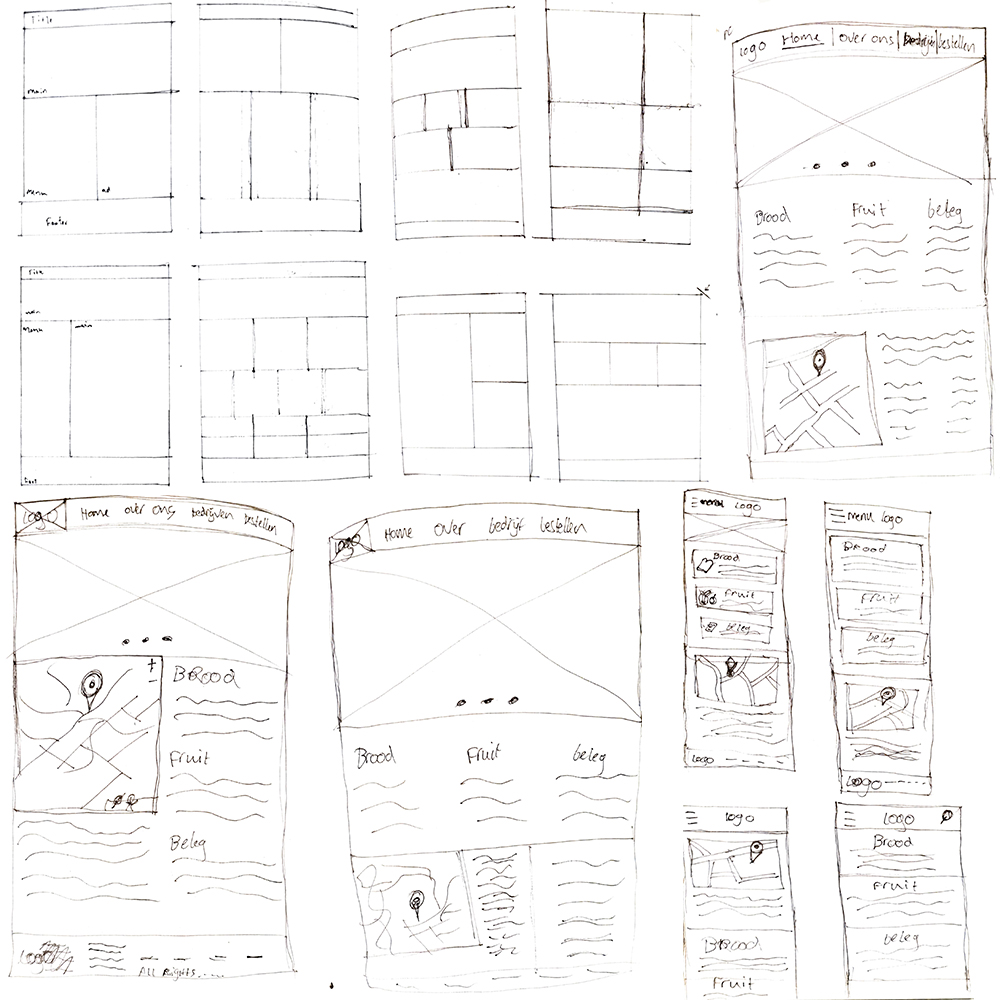 Title
main
Menu
ad
Footer
Title
main
Menu
main
Foot
logo Home | over ons | bedrijf | bestellen
Brood Fruit beleg
Logo Home over ons bedrijven bestellen
+
-
BROOD
Fruit
Beleg
Logo
ALL Rights.....
logo Home over bedrijf bestellen
Brood Fruit beleg
menu Logo
Brood
Fruit
beleg
Logo
menu logo
Brood
Fruit
beleg
Logo
logo
Brood
Fruit
logo
Brood
Fruit
beleg